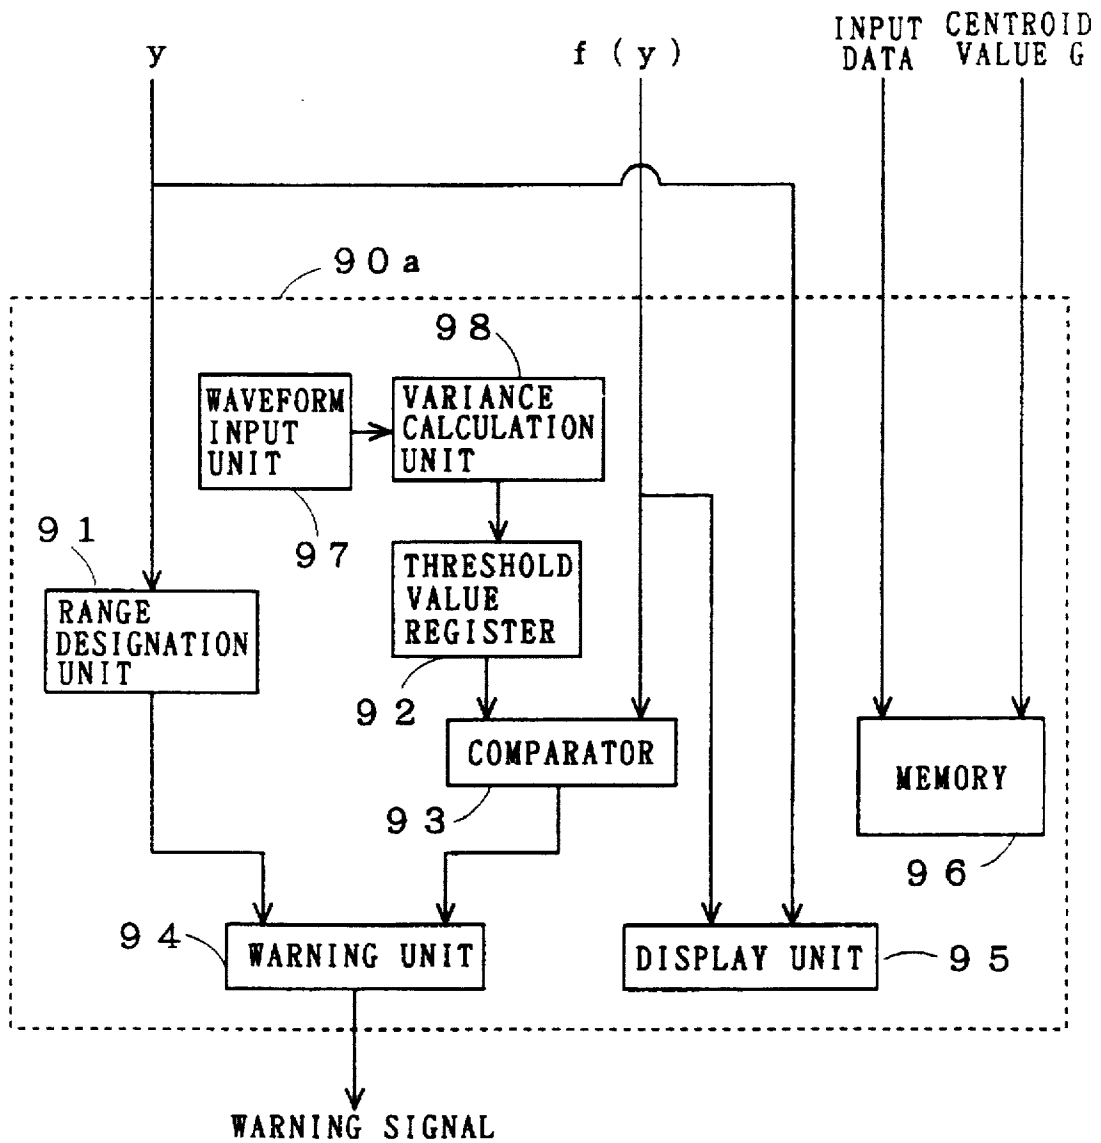 y
f ( y )
INPUT
DATA
CENTROID
VALUE G
90a
98
WAVEFORM
INPUT
UNIT
VARIANCE
CALCULATION
UNIT
97
91
THRESHOLD
VALUE
REGISTER
RANGE
DESIGNATION
UNIT
92
COMPARATOR
MEMORY
93
96
94
WARNING UNIT
DISPLAY UNIT
95
WARNING SIGNAL